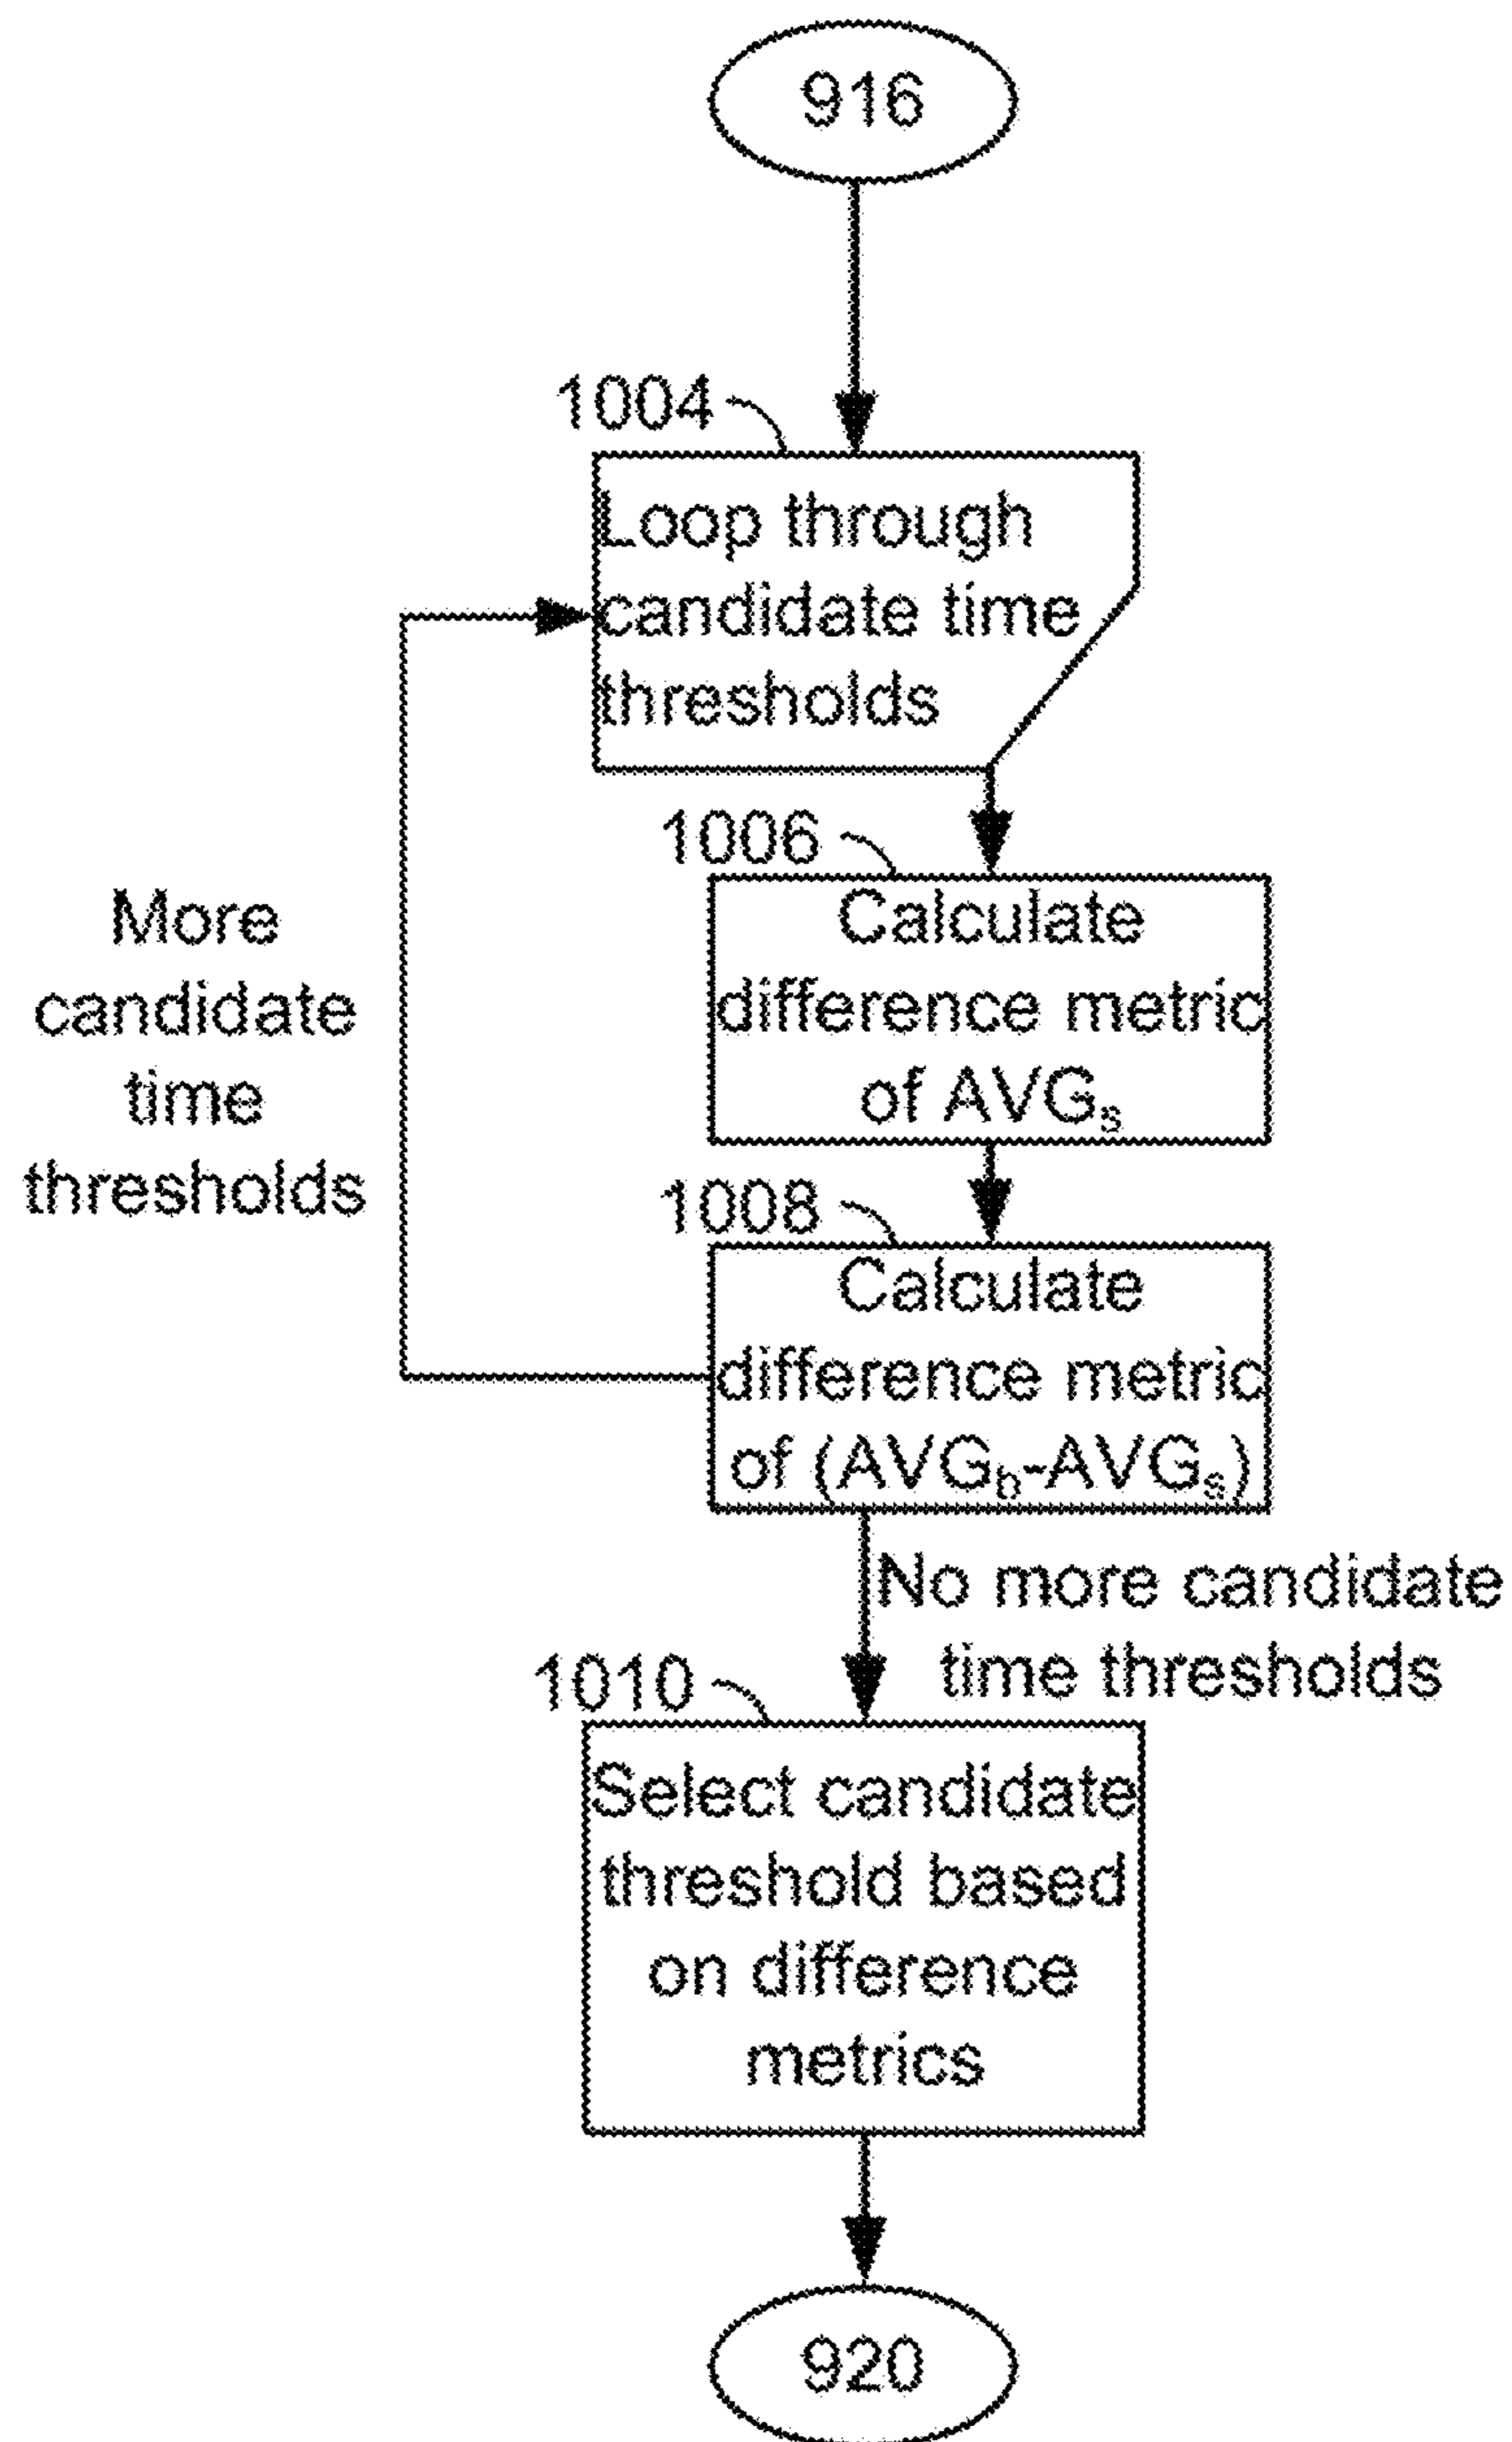 916
1004
Loop through
candidate time
thresholds
1006
Calculate
difference metric
of AVGs
More
candidate
time
thresholds
1008
Calculate
difference metric
of (AVGb-AVGs)
No more candidate
time thresholds
1010
Select candidate
threshold based
on difference
metrics
920